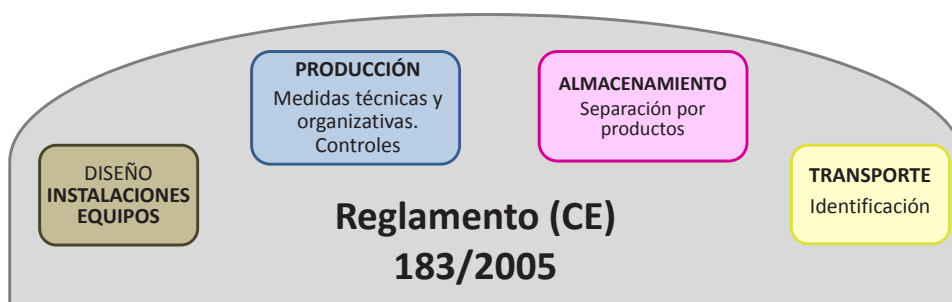 PRODUCCIÓN
Medidas técnicas y
organizativas.
Controles
ALMACENAMIENTO
Separación por
productos
DISEÑO
INSTALACIONES
EQUIPOS
TRANSPORTE
Identificación
Reglamento (CE)
183/2005